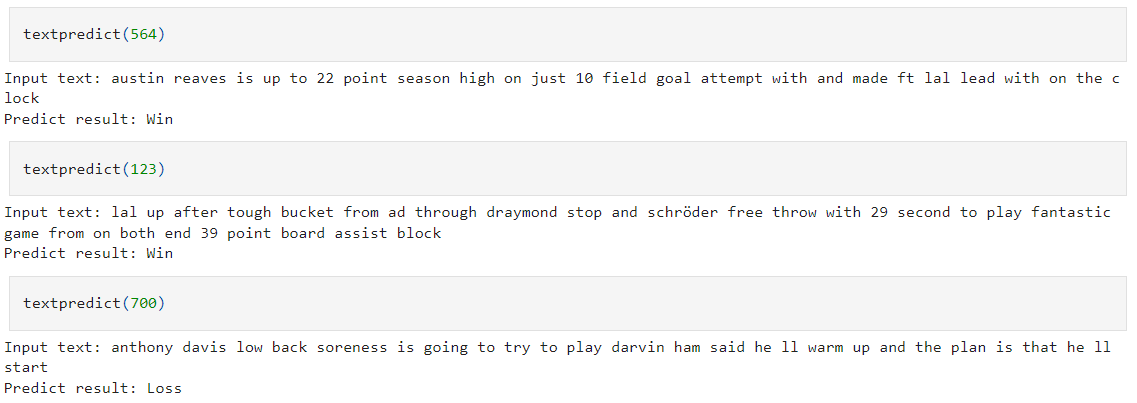 textpredict(564)
Input text: austin reaves is up to 22 point season high on just 10 field goal attempt with and made ft lal lead with on the c
lock
Predict result: Win
textpredict(123)
Input text: lal up after tough bucket from ad through draymond stop and schröder free throw with 29 second to play fantastic
game from on both end 39 point board assist block
Predict result: Win
textpredict(700)
Input text: anthony davis low back soreness is going to try to play darvin ham said he ll warm up and the plan is that he ll
start
Predict result: Loss